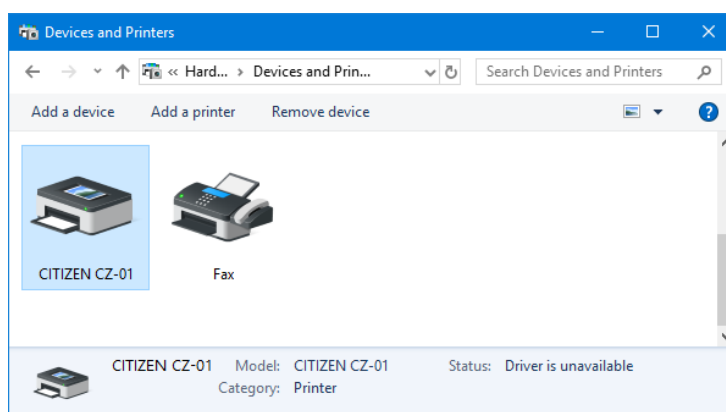 Devices and Printers
« Hard... › Devices and Prin... Search Devices and Printers
Add a device Add a printer Remove device
CITIZEN CZ-01 Fax
CITIZEN CZ-01 Model: CITIZEN CZ-01 Status: Driver is unavailable
Category: Printer